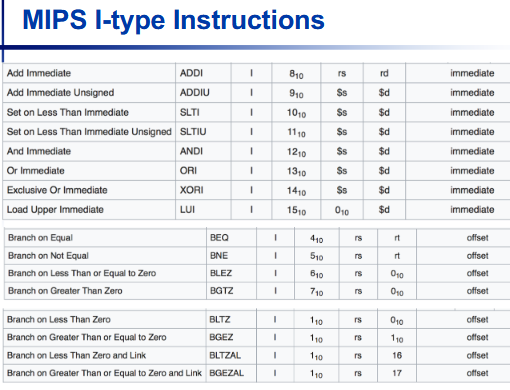 MIPS I-type Instructions
Add Immediate ADDI I 8₁₀ rs rd immediate
Add Immediate Unsigned ADDIU I 9₁₀ $s $d immediate
Set on Less Than Immediate SLTI I 10₁₀ $s $d immediate
Set on Less Than Immediate Unsigned SLTIU I 11₁₀ $s $d immediate
And Immediate ANDI I 12₁₀ $s $d immediate
Or Immediate ORI I 13₁₀ $s $d immediate
Exclusive Or Immediate XORI I 14₁₀ $s $d immediate
Load Upper Immediate LUI I 15₁₀ 0₁₀ $d immediate
Branch on Equal BEQ I 4₁₀ rs rt offset
Branch on Not Equal BNE I 5₁₀ rs rt offset
Branch on Less Than or Equal to Zero BLEZ I 6₁₀ rs 0₁₀ offset
Branch on Greater Than Zero BGTZ I 7₁₀ rs 0₁₀ offset
Branch on Less Than Zero BLTZ I 1₁₀ rs 0₁₀ offset
Branch on Greater Than or Equal to Zero BGEZ I 1₁₀ rs 1₁₀ offset
Branch on Less Than Zero and Link BLTZAL I 1₁₀ rs 16 offset
Branch on Greater Than or Equal to Zero and Link BGEZAL I 1₁₀ rs 17 offset